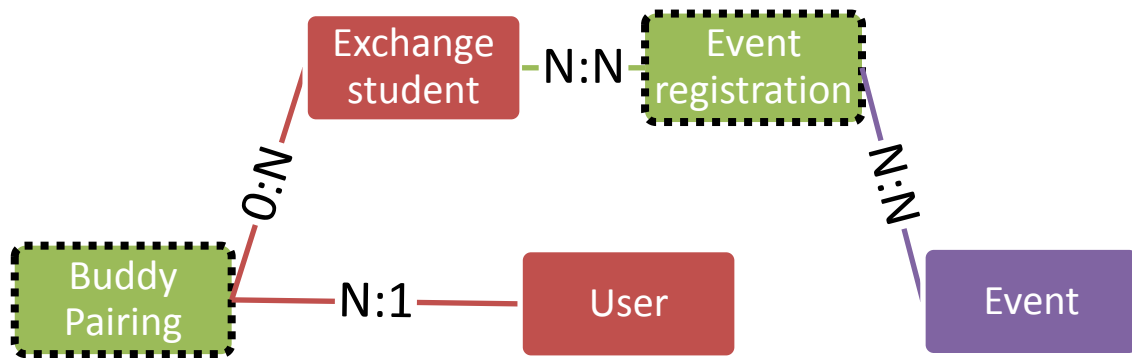 Exchange
student
N:N
Event
registration
0:N
N:N
Buddy
Pairing
N:1
User
Event